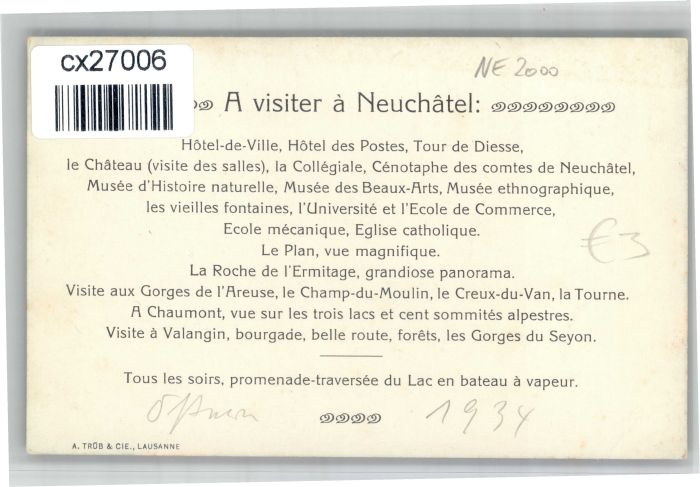 cx27006
NE 2000
A visiter à Neuchâtel:
Hôtel-de-Ville, Hôtel des Postes, Tour de Diesse,
le Château (visite des salles), la Collégiale, Cénotaphe des comtes de Neuchâtel,
Musée d'Histoire naturelle, Musée des Beaux-Arts, Musée ethnographique,
les vieilles fontaines, l'Université et l'Ecole de Commerce,
Ecole mécanique, Eglise catholique.
€3
Le Plan, vue magnifique.
La Roche de l'Ermitage, grandiose panorama.
Visite aux Gorges de l'Areuse, le Champ-du-Moulin, le Creux-du-Van, la Tourne.
A Chaumont, vue sur les trois lacs et cent sommités alpestres.
Visite à Valangin, bourgade, belle route, forêts, les Gorges du Seyon.
Tous les soirs, promenade-traversée du Lac en bateau à vapeur.
1934
A. TRÜB & CIE., LAUSANNE